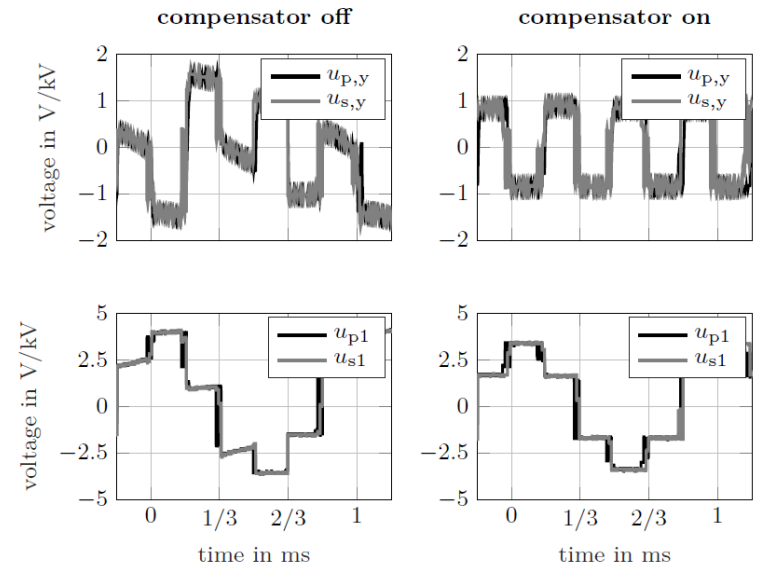 compensator off compensator on
voltage in V/kV
2
1
0
−1
−2
u_p,y
u_s,y
2
1
0
−1
−2
u_p,y
u_s,y
voltage in V/kV
5
2.5
0
−2.5
−5
u_p1
u_s1
0 1/3 2/3 1
time in ms
5
2.5
0
−2.5
−5
u_p1
u_s1
0 1/3 2/3 1
time in ms